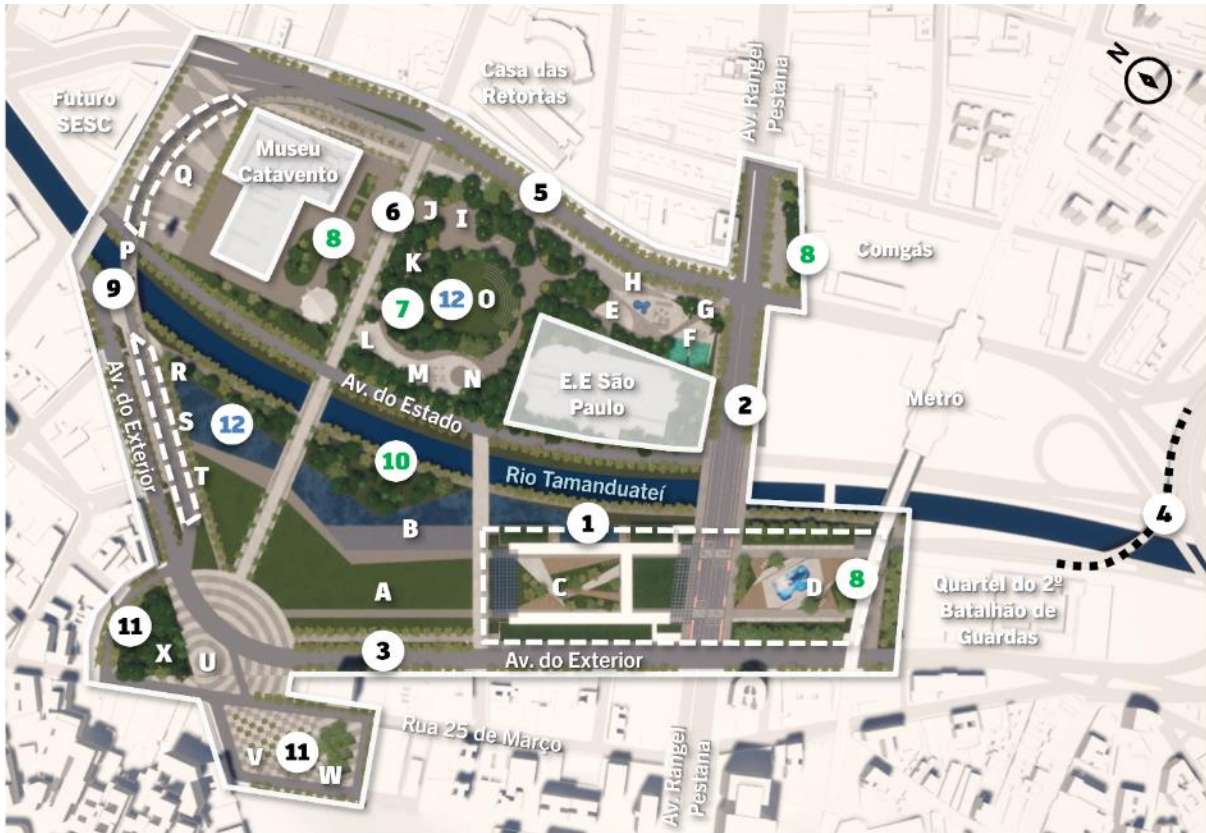 N
Futuro
SESC
Casa das
Retortas
Av. Rangel
Pestana
Museu
Catavento
Q
6
J
I
5
8
8
Comgás
K
H
P
7
12
O
E
G
9
F
L
M
N
E.E São
Paulo
2
Metrô
Av. do Estado
R
S
12
Av. do Exterior
T
10
Rio Tamanduateí
4
B
1
A
C
D
8
Quartel do 2º
Batalhão de
Guardas
11
X
U
3
Av. do Exterior
Rua 25 de Março
V
11
W
Av. Rangel
Pestana